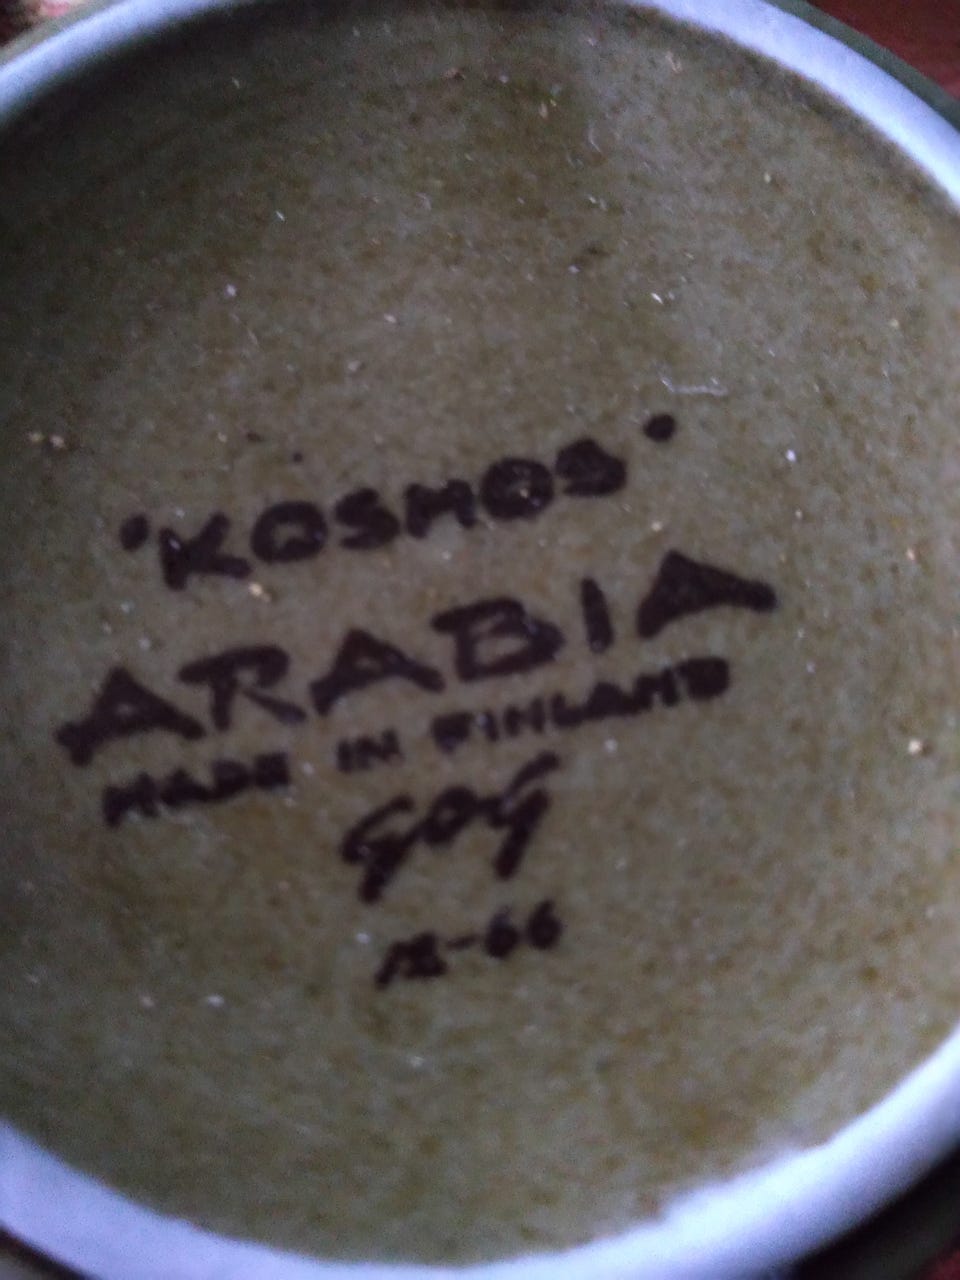 "KOSMOS"
ARABIA
MADE IN FINLAND
GOG
12-66